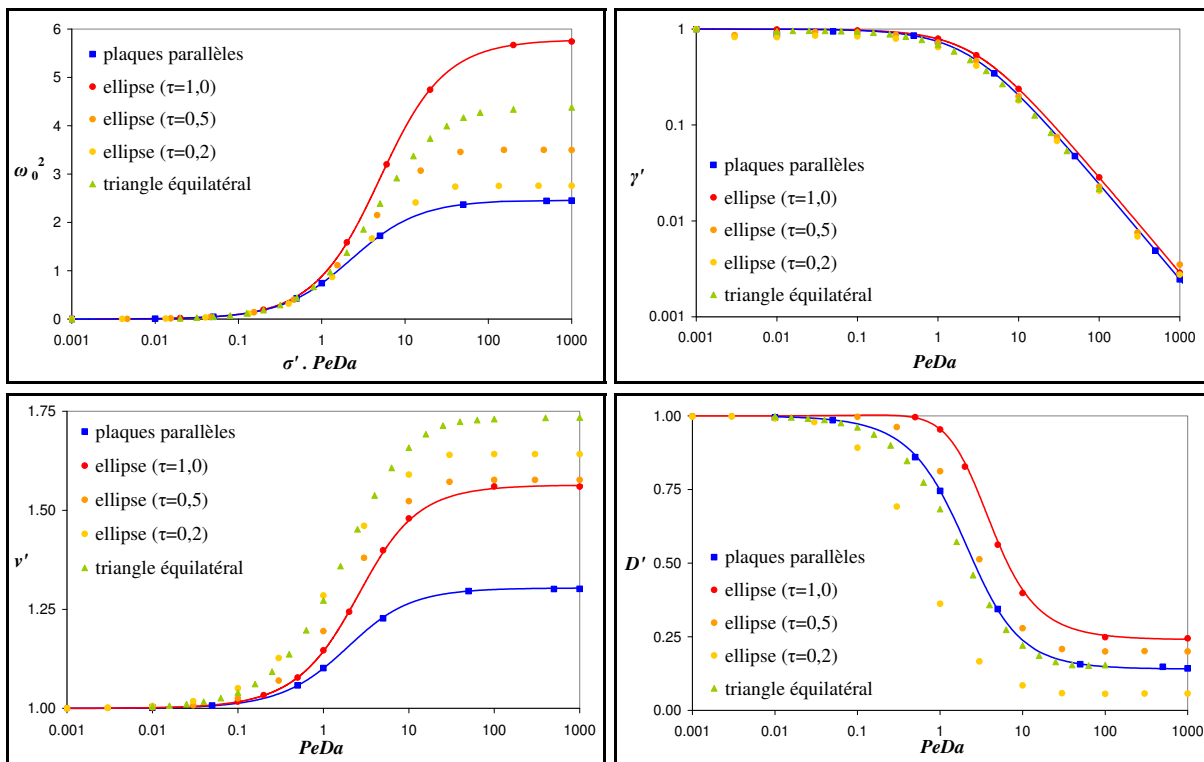 6
5
4
3
2
1
0
ω₀²
plaques parallèles
ellipse (τ=1,0)
ellipse (τ=0,5)
ellipse (τ=0,2)
triangle équilatéral
0.001 0.01 0.1 1 10 100 1000
σ' . PeDa
1
0.1
0.01
0.001
γ'
plaques parallèles
ellipse (τ=1,0)
ellipse (τ=0,5)
ellipse (τ=0,2)
triangle équilatéral
0.001 0.01 0.1 1 10 100 1000
PeDa
1.75
1.50
1.25
1.00
v'
plaques parallèles
ellipse (τ=1,0)
ellipse (τ=0,5)
ellipse (τ=0,2)
triangle équilatéral
0.001 0.01 0.1 1 10 100 1000
PeDa
1.00
0.75
0.50
0.25
0.00
D'
plaques parallèles
ellipse (τ=1,0)
ellipse (τ=0,5)
ellipse (τ=0,2)
triangle équilatéral
0.001 0.01 0.1 1 10 100 1000
PeDa